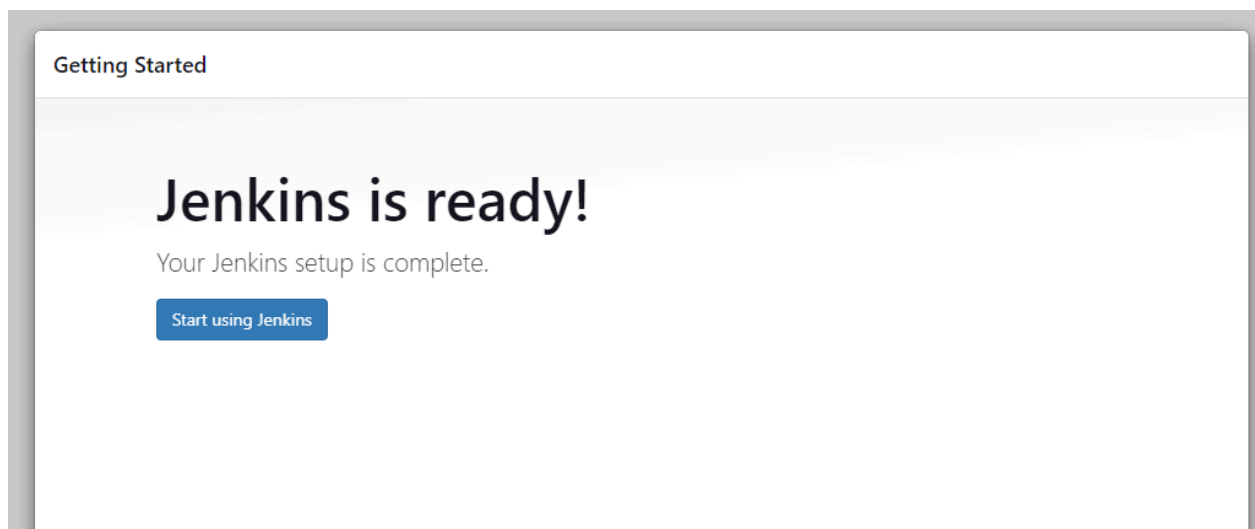 Getting Started
Jenkins is ready!
Your Jenkins setup is complete.
Start using Jenkins